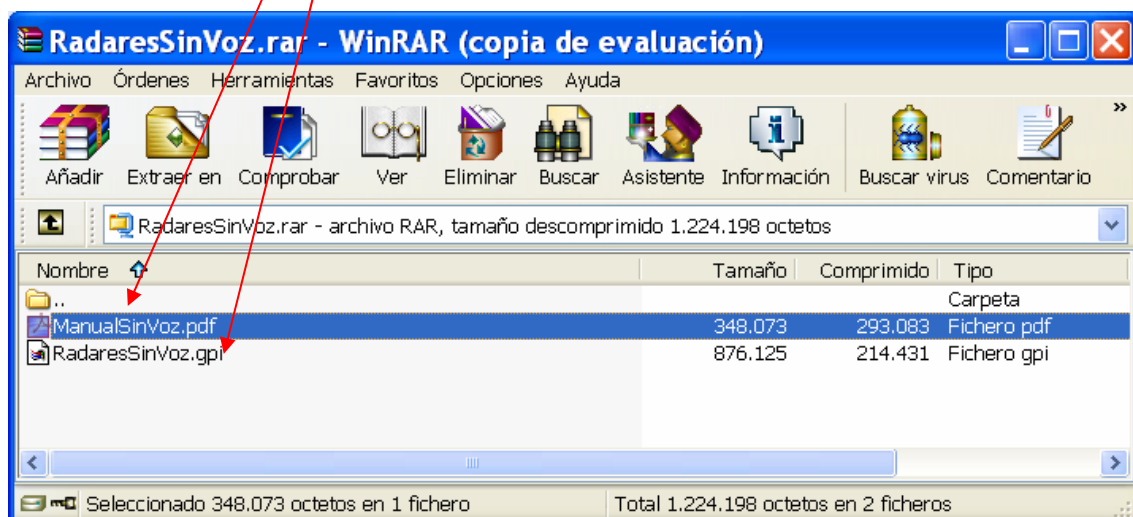 RadaresSinVoz.rar - WinRAR (copia de evaluación)
Archivo Órdenes Herramientas Favoritos Opciones Ayuda
Añadir Extraer en Comprobar Ver Eliminar Buscar Asistente Información Buscar virus Comentario »
RadaresSinVoz.rar - archivo RAR, tamaño descomprimido 1.224.198 octetos
Nombre Tamaño Comprimido Tipo
.. Carpeta
ManualSinVoz.pdf 348.073 293.083 Fichero pdf
RadaresSinVoz.gpi 876.125 214.431 Fichero gpi
Seleccionado 348.073 octetos en 1 fichero Total 1.224.198 octetos en 2 ficheros